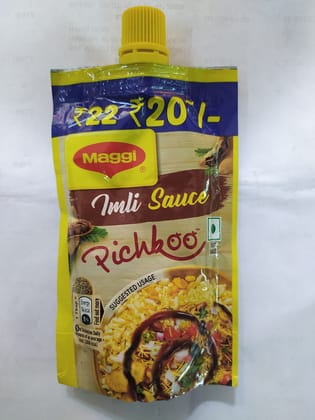 ₹22 ₹20/-
Maggi
®
Imli Sauce
Pichkoo
SUGGESTED USAGE